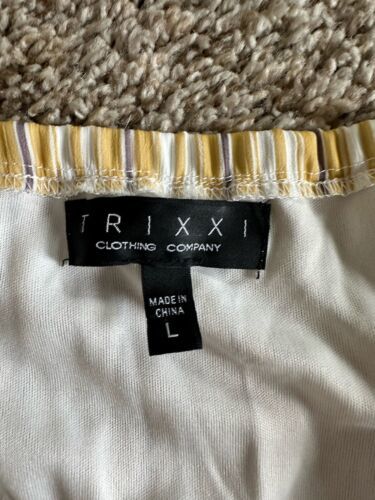 TRIXXI
CLOTHING COMPANY
MADE IN
CHINA
L